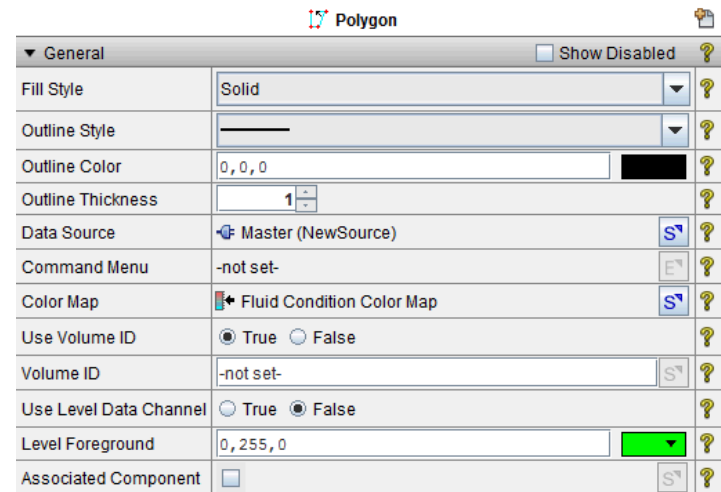 Polygon
General Show Disabled ?
Fill Style Solid ?
Outline Style ?
Outline Color 0,0,0 ?
Outline Thickness 1 ?
Data Source Master (NewSource) S ?
Command Menu -not set- E ?
Color Map Fluid Condition Color Map S ?
Use Volume ID True False ?
Volume ID -not set- S ?
Use Level Data Channel True False ?
Level Foreground 0,255,0 ?
Associated Component S ?